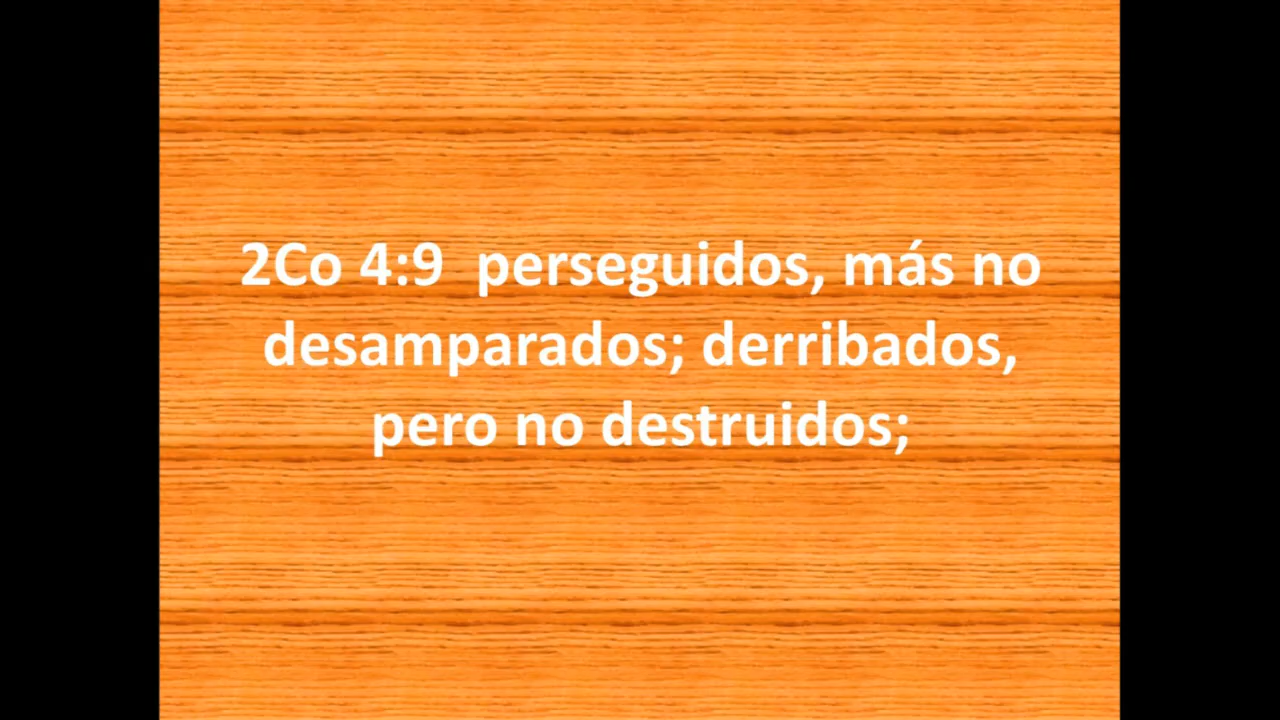 2Co 4:9  perseguidos, más no
desamparados; derribados,
pero no destruidos;